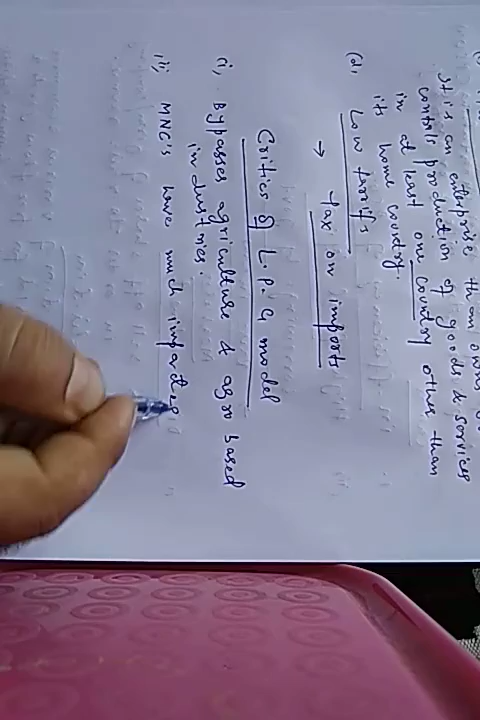 It is an enterprise than owns or
controls production of goods & services
in at least one country other than
its home country.
(d) Low tariffs
→ tax on imports
Critics of L.P.G model
(i), Bypasses agriculture & agro based
industries.
ii, MNC's have much